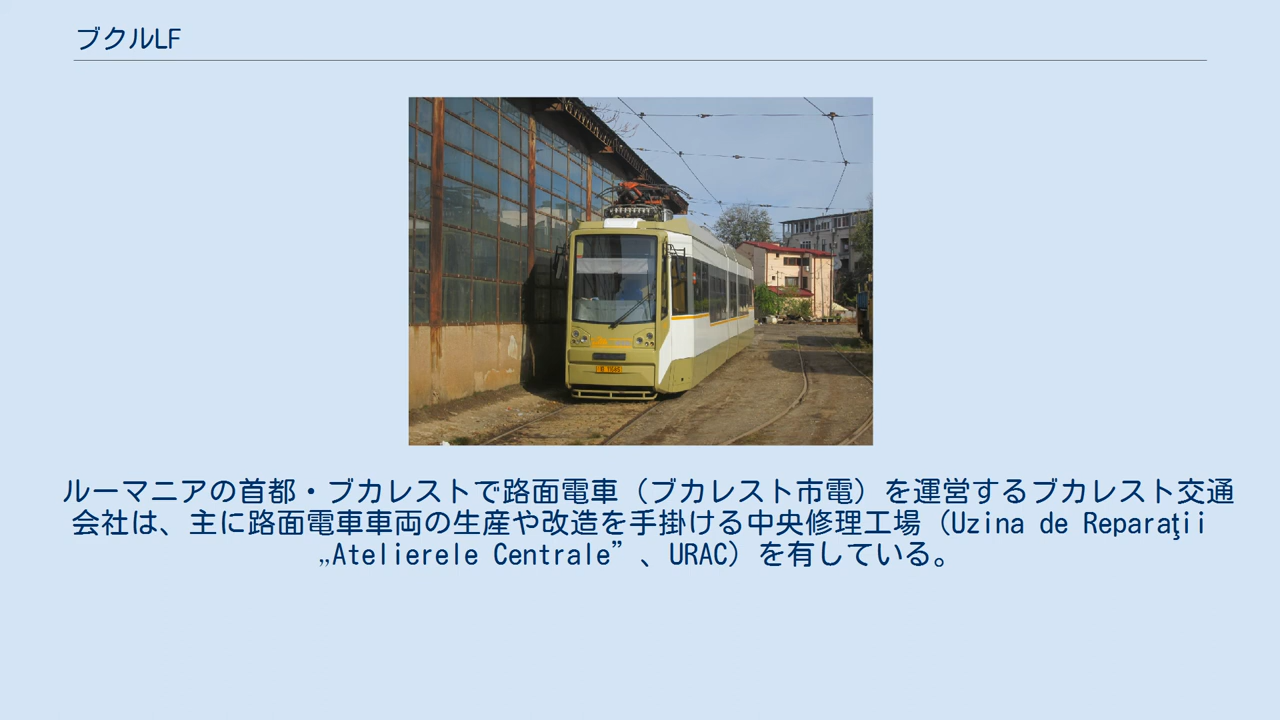 ブクルLF
ルーマニアの首都・ブカレストで路面電車（ブカレスト市電）を運営するブカレスト交通
会社は、主に路面電車車両の生産や改造を手掛ける中央修理工場（Uzina de Reparaţii
„Atelierele Centrale”、URAC）を有している。